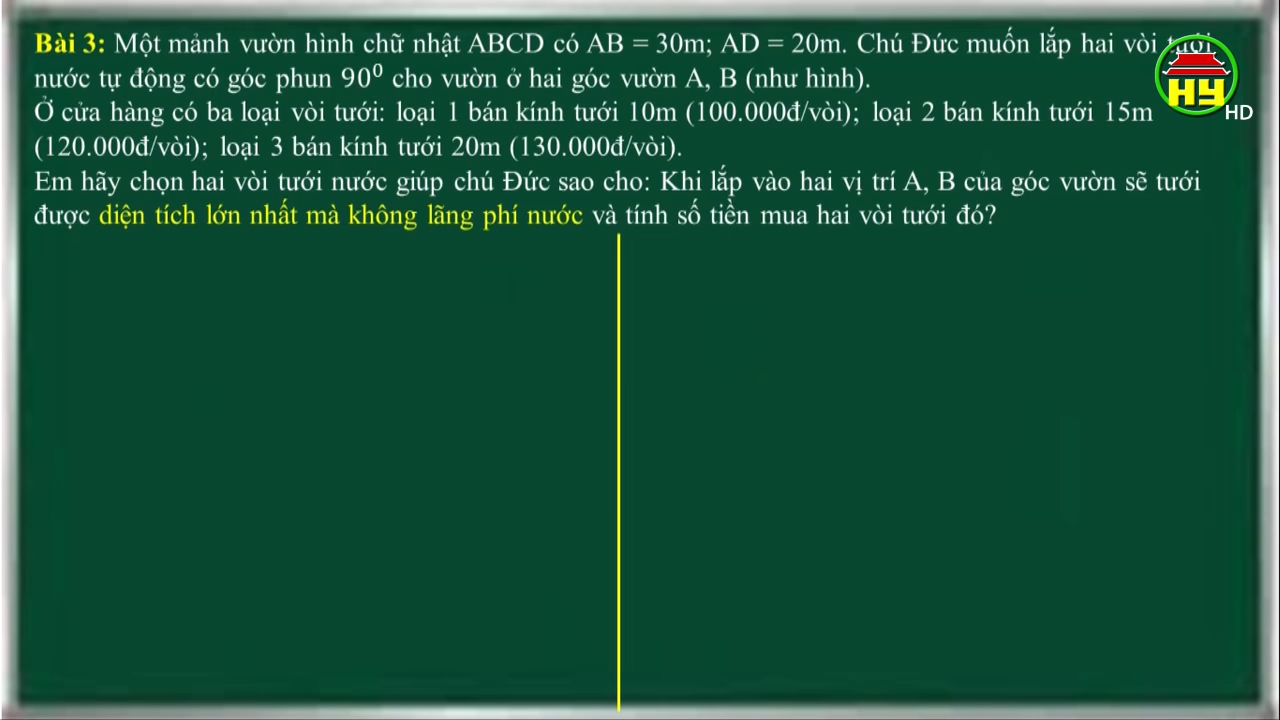 Bài 3: Một mảnh vườn hình chữ nhật ABCD có AB = 30m; AD = 20m. Chú Đức muốn lắp hai vòi tưới
nước tự động có góc phun 90⁰ cho vườn ở hai góc vườn A, B (như hình).
Ở cửa hàng có ba loại vòi tưới: loại 1 bán kính tưới 10m (100.000đ/vòi); loại 2 bán kính tưới 15m
(120.000đ/vòi); loại 3 bán kính tưới 20m (130.000đ/vòi).
Em hãy chọn hai vòi tưới nước giúp chú Đức sao cho: Khi lắp vào hai vị trí A, B của góc vườn sẽ tưới
được diện tích lớn nhất mà không lãng phí nước và tính số tiền mua hai vòi tưới đó?
HY HD